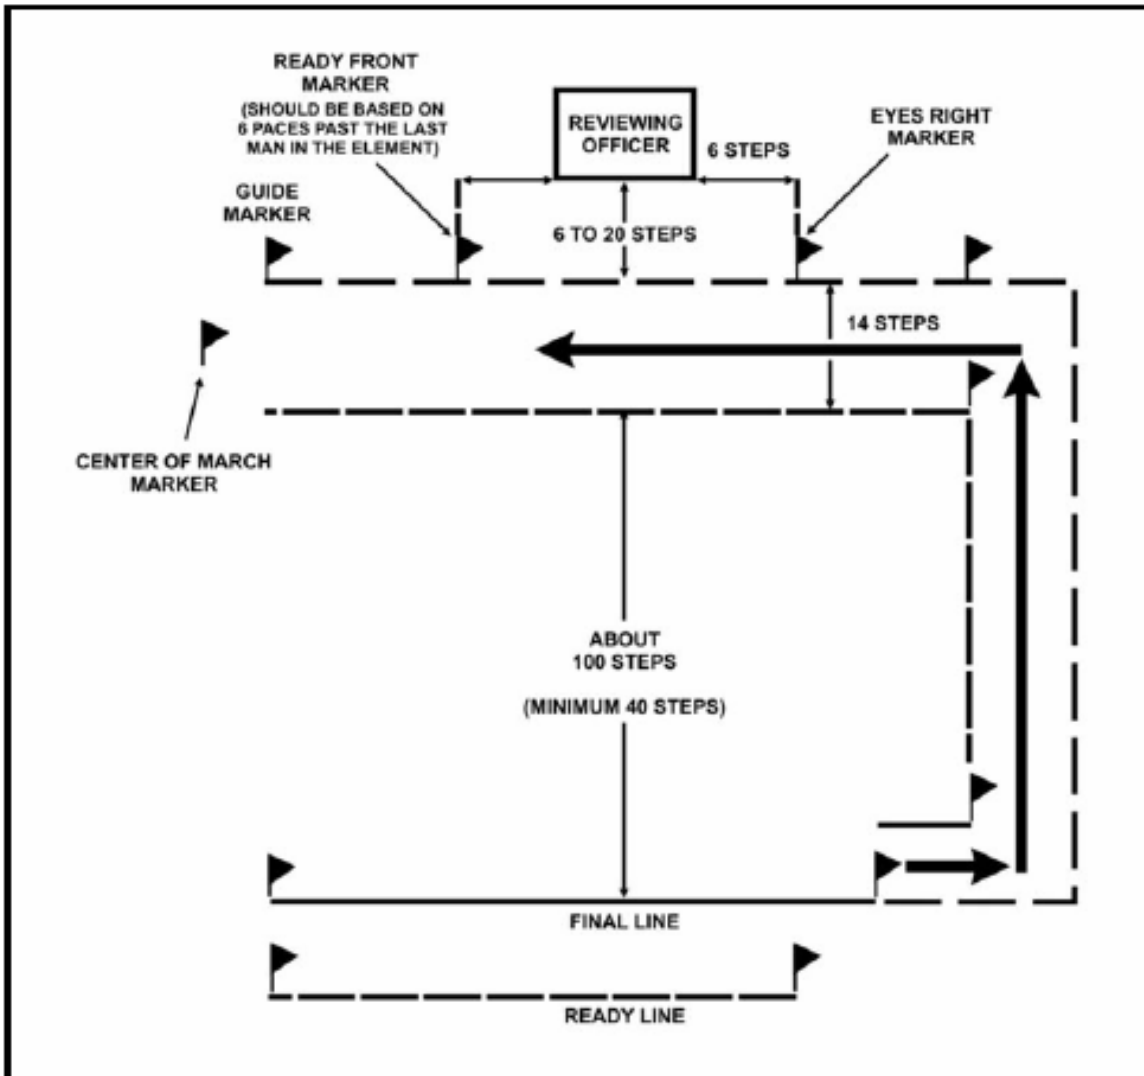 READY FRONT
MARKER
(SHOULD BE BASED ON
6 PACES PAST THE LAST
MAN IN THE ELEMENT)
REVIEWING
OFFICER
6 STEPS
EYES RIGHT
MARKER
GUIDE
MARKER
6 TO 20 STEPS
14 STEPS
CENTER OF MARCH
MARKER
ABOUT
100 STEPS
(MINIMUM 40 STEPS)
FINAL LINE
READY LINE